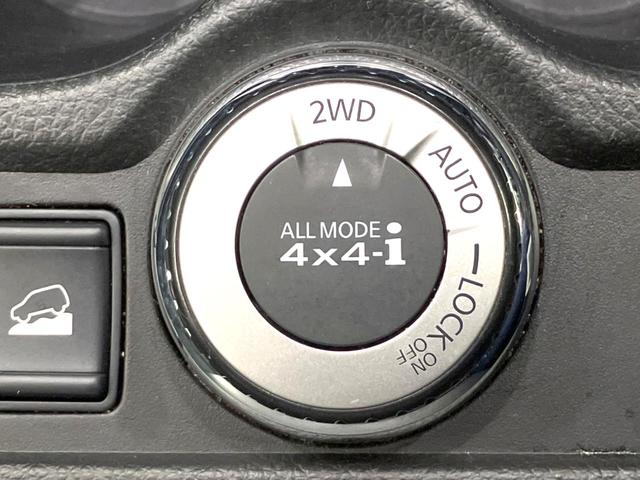 2WD
AUTO
LOCK
ON
OFF
ALL MODE
4x4-i